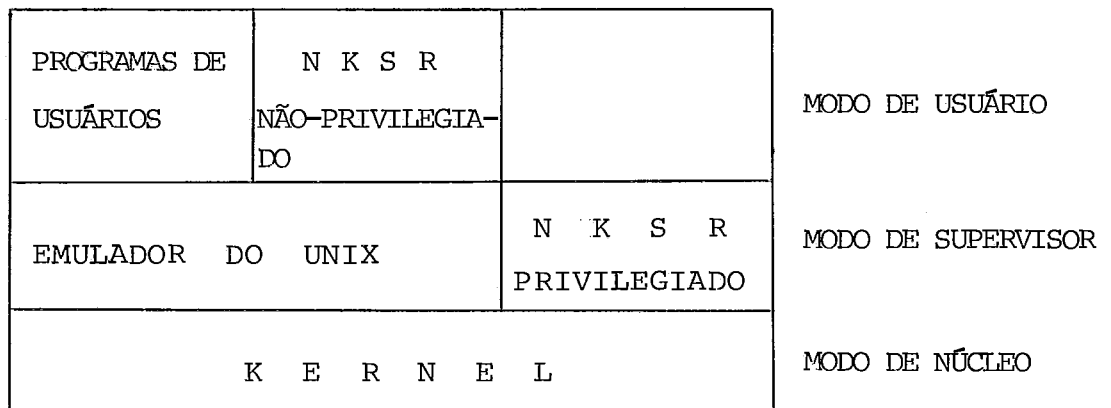 PROGRAMAS DE
USUÁRIOS
N K S R
NÃO-PRIVILEGIA-
DO
MODO DE USUÁRIO
EMULADOR DO UNIX
N K S R
PRIVILEGIADO
MODO DE SUPERVISOR
K E R N E L
MODO DE NÚCLEO